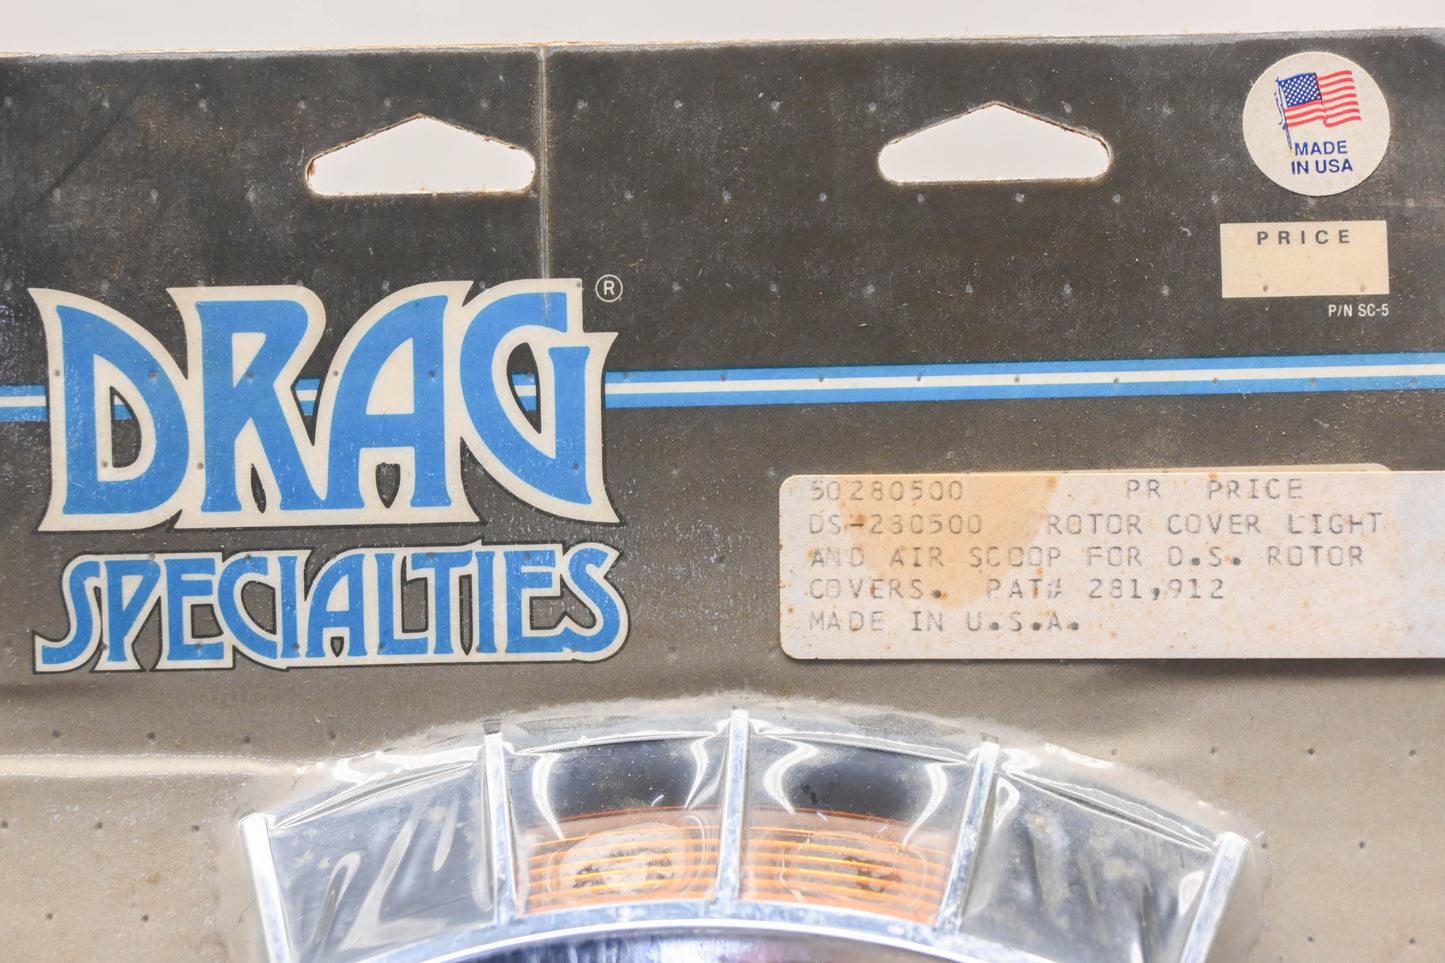 MADE
IN USA
PRICE
P/N SC-5
DRAG ®
SPECIALTIES
50280500 PR PRICE
DS-280500 ROTOR COVER LIGHT
AND AIR SCOOP FOR D.S. ROTOR
COVERS. PAT# 281,912
MADE IN U.S.A.